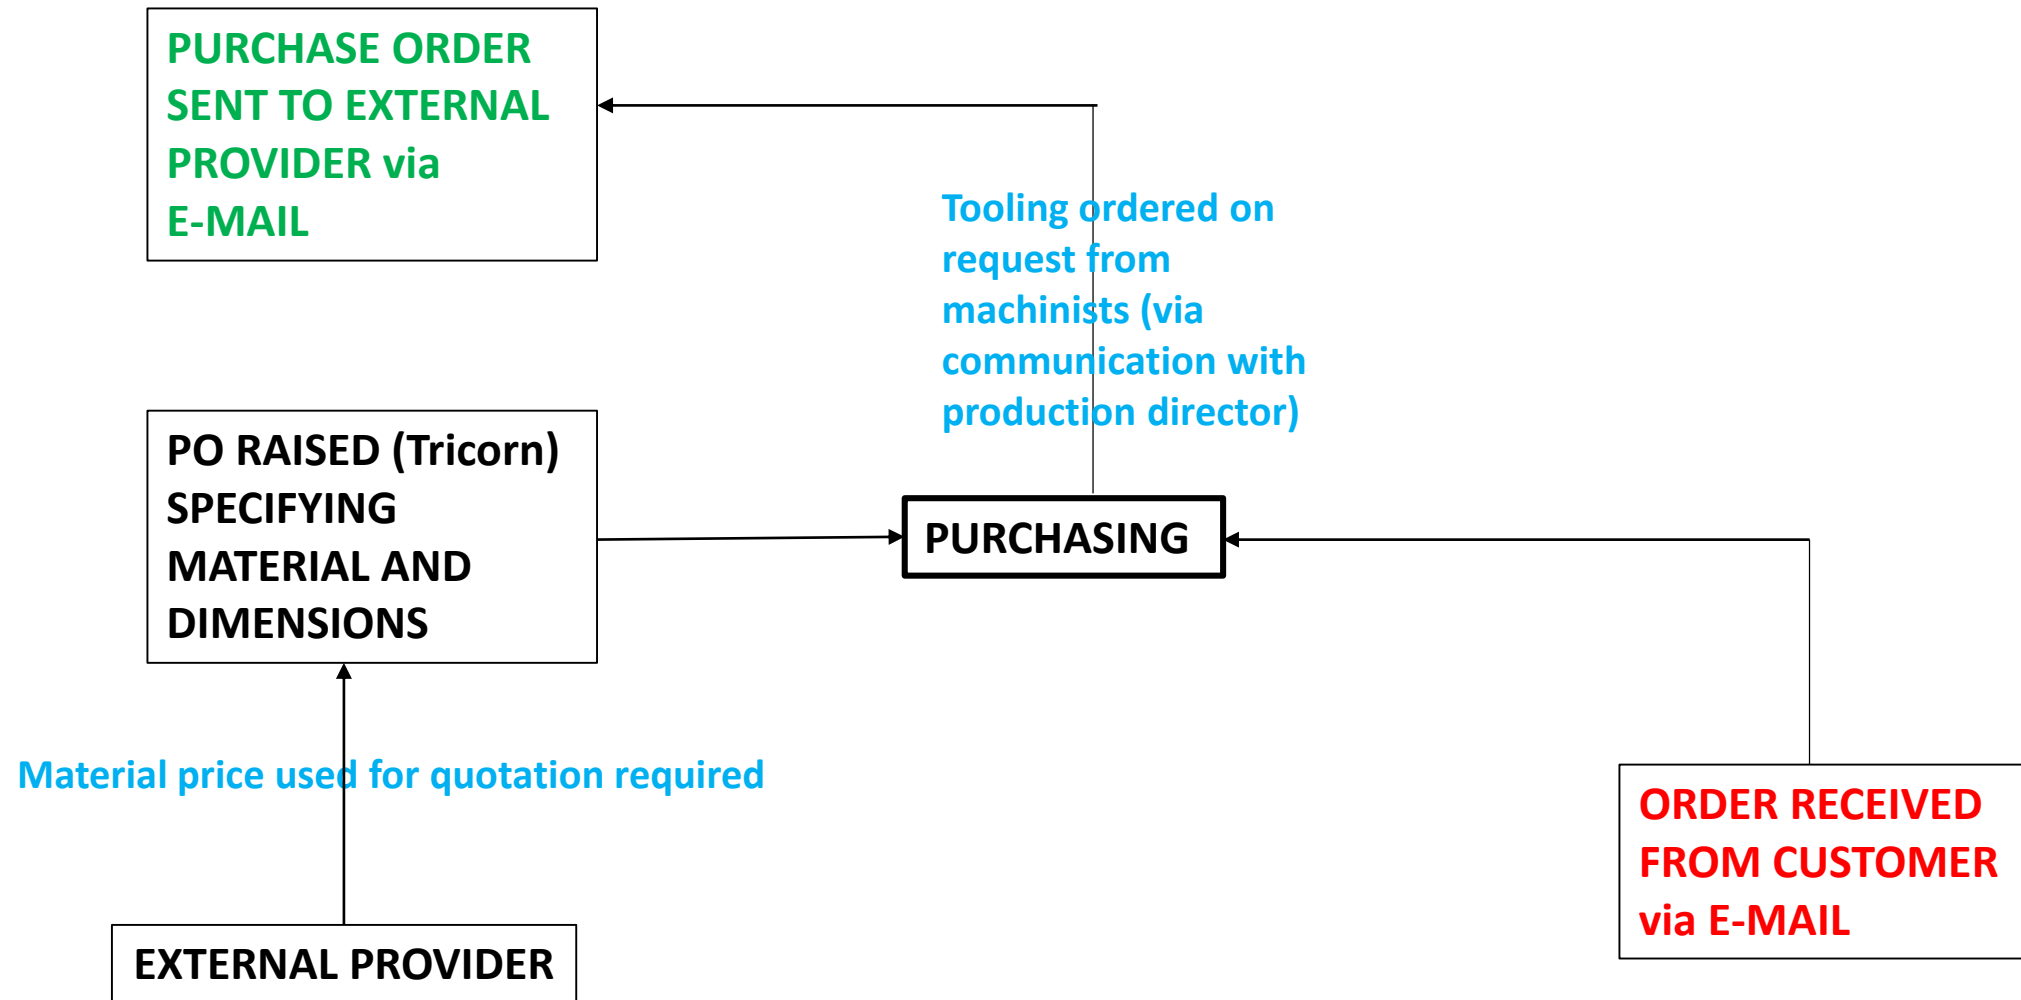 PURCHASE ORDER
SENT TO EXTERNAL
PROVIDER via
E-MAIL
Tooling ordered on
request from
machinists (via
communication with
production director)
PO RAISED (Tricorn)
SPECIFYING
MATERIAL AND
DIMENSIONS
PURCHASING
Material price used for quotation required
ORDER RECEIVED
FROM CUSTOMER
via E-MAIL
EXTERNAL PROVIDER